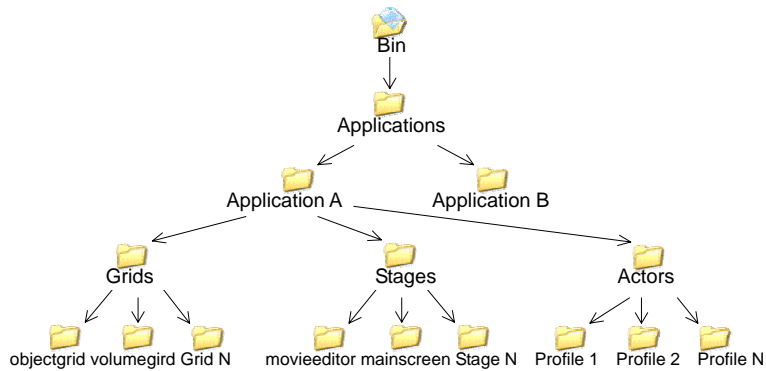 Bin
Applications
Application A Application B
Grids Stages Actors
objectgrid volumegird Grid N movieeditor mainscreen Stage N Profile 1 Profile 2 Profile N